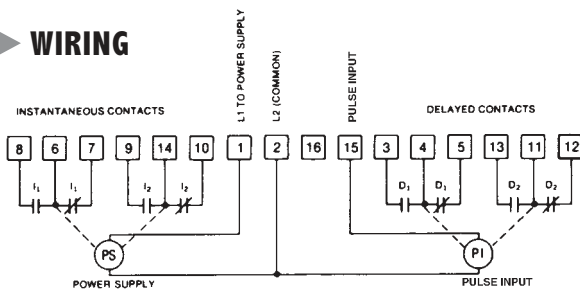 WIRING
L1 TO POWER SUPPLY
L2 (COMMON)
PULSE INPUT
INSTANTANEOUS CONTACTS
DELAYED CONTACTS
8 6 7 9 14 10 1 2 16 15 3 4 5 13 11 12
I₁ I₁ I₂ I₂ D₁ D₁ D₂ D₂
PS PI
POWER SUPPLY
PULSE INPUT